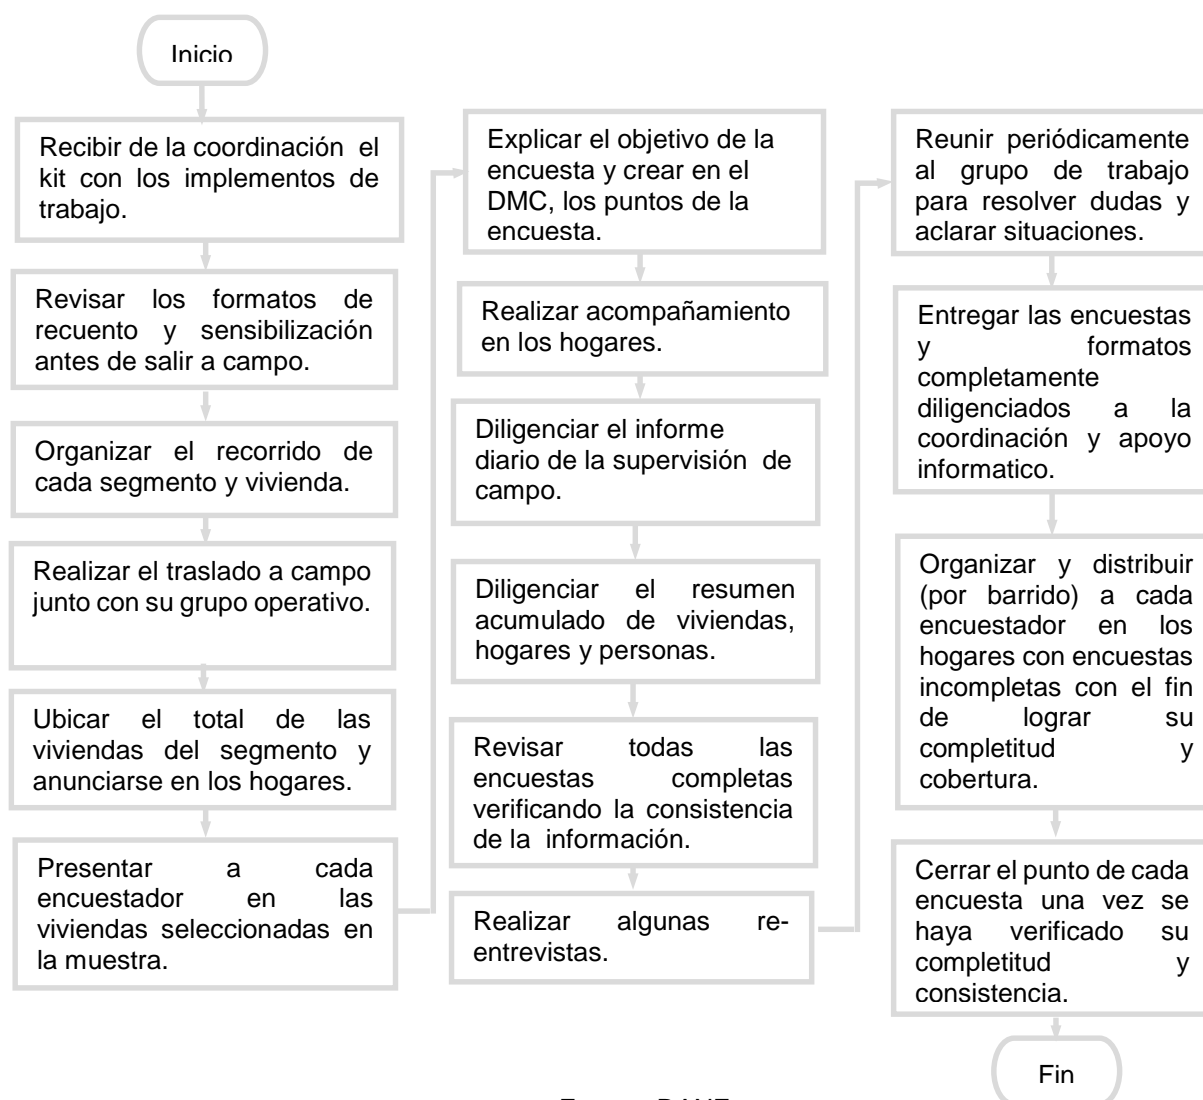 Inicio
Recibir de la coordinación el
kit con los implementos de
trabajo.
Revisar los formatos de
recuento y sensibilización
antes de salir a campo.
Organizar el recorrido de
cada segmento y vivienda.
Realizar el traslado a campo
junto con su grupo operativo.
Ubicar el total de las
viviendas del segmento y
anunciarse en los hogares.
Presentar a cada
encuestador en las
viviendas seleccionadas en
la muestra.
Explicar el objetivo de la
encuesta y crear en el
DMC, los puntos de la
encuesta.
Realizar acompañamiento
en los hogares.
Diligenciar el informe
diario de la supervisión de
campo.
Diligenciar el resumen
acumulado de viviendas,
hogares y personas.
Revisar todas las
encuestas completas
verificando la consistencia
de la información.
Realizar algunas re-
entrevistas.
Reunir periódicamente
al grupo de trabajo
para resolver dudas y
aclarar situaciones.
Entregar las encuestas
y formatos
completamente
diligenciados a la
coordinación y apoyo
informatico.
Organizar y distribuir
(por barrido) a cada
encuestador en los
hogares con encuestas
incompletas con el fin
de lograr su
completitud y
cobertura.
Cerrar el punto de cada
encuesta una vez se
haya verificado su
completitud y
consistencia.
Fin